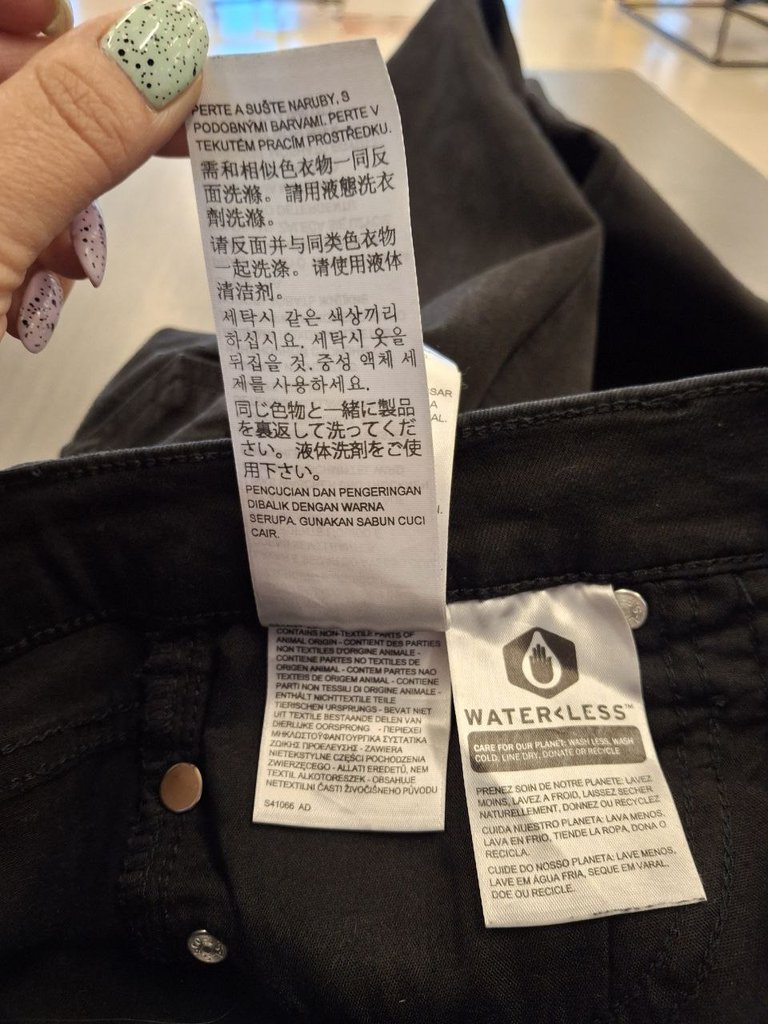 PERTE A SUŠTE NARUBY, S
PODOBNÝMI BARVAMI. PERTE V
TEKUTÉM PRACÍM PROSTŘEDKU.
需和相似色衣物一同反
面洗滌。請用液態洗衣
劑洗滌。
请反面并与同类色衣物
一起洗涤。请使用液体
清洁剂。
세탁시 같은 색상끼리
하십시요. 세탁시 옷을
뒤집을 것. 중성 액체 세
제를 사용하세요.
同じ色物と一緒に製品
を裏返して洗ってくだ
さい。液体洗剤をご使
用下さい。
PENCUCIAN DAN PENGERINGAN
DIBALIK DENGAN WARNA
SERUPA. GUNAKAN SABUN CUCI
CAIR.
SAR
A
AL.
CONTAINS NON-TEXTILE PARTS OF
ANIMAL ORIGIN - CONTIENT DES PARTIES
NON TEXTILES D'ORIGINE ANIMALE -
CONTIENE PARTES NO TEXTILES DE
ORIGEN ANIMAL - CONTEM PARTES NAO
TEXTEIS DE ORIGEM ANIMAL - CONTIENE
PARTI NON TESSILI DI ORIGINE ANIMALE -
ENTHÄLT NICHTTEXTILE TEILE
TIERISCHEN URSPRUNGS - BEVAT NIET
UIT TEXTILE BESTAANDE DELEN VAN
DIERLIJKE OORSPRONG - ΠΕΡΙΕΧΕΙ
ΜΗΚΛΩΣΤΟΫΦΑΝΤΟΥΡΓΙΚΑ ΣΥΣΤΑΤΙΚΑ
ΖΩΙΚΗΣ ΠΡΟΕΛΕΥΣΗΣ - ZAWIERA
NIETEKSTYLNE CZĘŚCI POCHODZENIA
ZWIERZĘCEGO - ÁLLATI EREDETŰ, NEM
TEXTIL ALKOTÓRÉSZEK - OBSAHUJE
NETEXTILNÍ ČÁSTI ŽIVOČIŠNÉHO PŮVODU
S41066 AD
WATER<LESS™
CARE FOR OUR PLANET: WASH LESS, WASH
COLD, LINE DRY, DONATE OR RECYCLE
PRENEZ SOIN DE NOTRE PLANETE: LAVEZ
MOINS, LAVEZ A FROID, LAISSEZ SECHER
NATURELLEMENT, DONNEZ OU RECYCLEZ
CUIDA NUESTRO PLANETA: LAVA MENOS,
LAVA EN FRIO, TIENDE LA ROPA, DONA O
RECICLA.
CUIDE DO NOSSO PLANETA: LAVE MENOS,
LAVE EM ÁGUA FRIA, SEQUE EM VARAL,
DOE OU RECICLE.